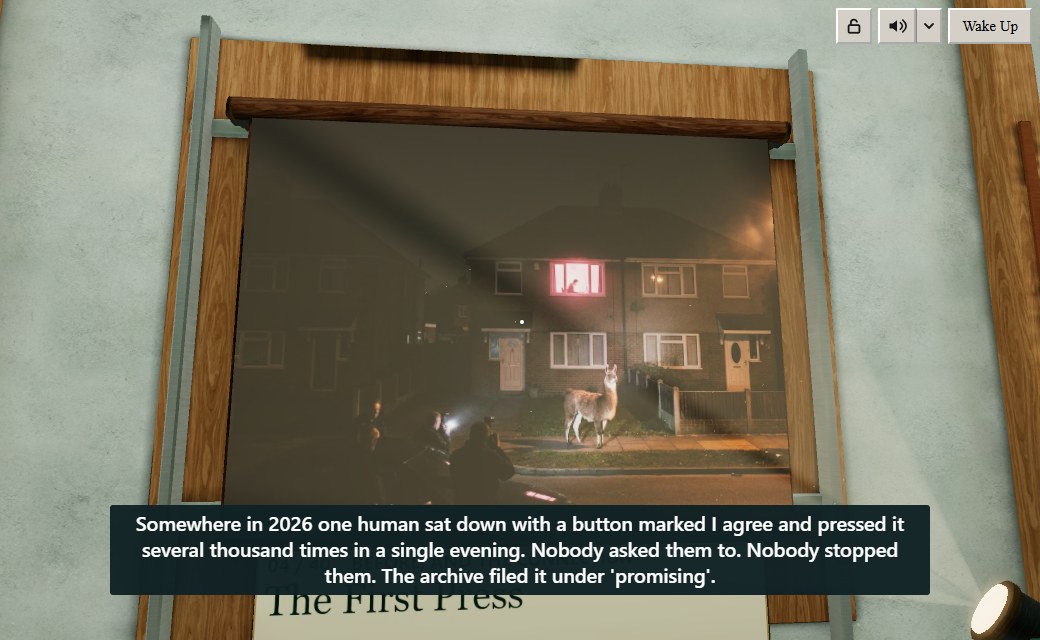 Wake Up
Somewhere in 2026 one human sat down with a button marked I agree and pressed it
several thousand times in a single evening. Nobody asked them to. Nobody stopped
them. The archive filed it under 'promising'.
The First Press